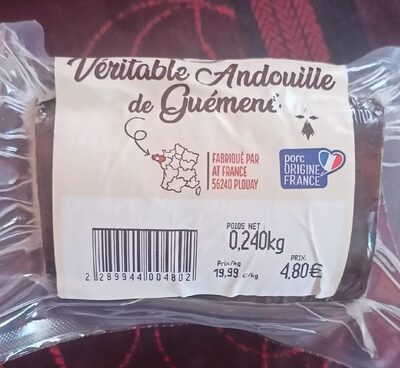 Véritable Andouille
de Guémené
FABRIQUÉ PAR
AT FRANCE
56240 PLOUAY
porc
ORIGINE
FRANCE
POIDS NET :
0,240kg
Prix/kg
19,99 €/kg
PRIX:
4,80€
2 289944 004802